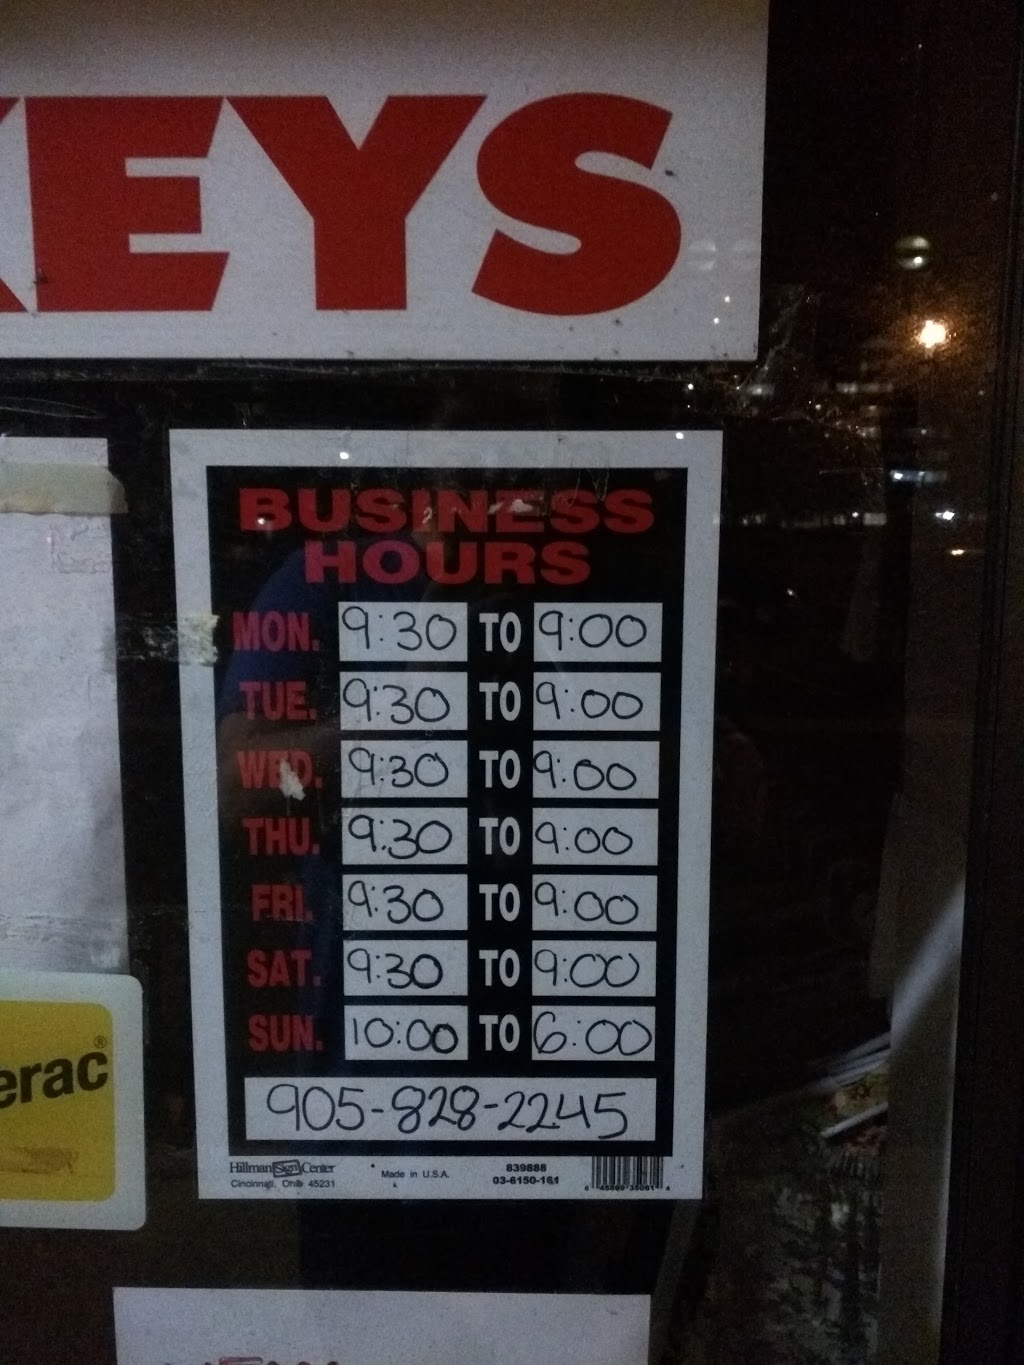 KEYS
BUSINESS
HOURS
MON. 9:30 TO 9:00
TUE. 9:30 TO 9:00
WED. 9:30 TO 9:00
THU. 9:30 TO 9:00
FRI. 9:30 TO 9:00
SAT. 9:30 TO 9:00
SUN. 10:00 TO 6:00
erac®
905-828-2245
Hillman Sign Center
Cincinnati, Ohio 45231
Made in U.S.A.
839888
03-6150-161